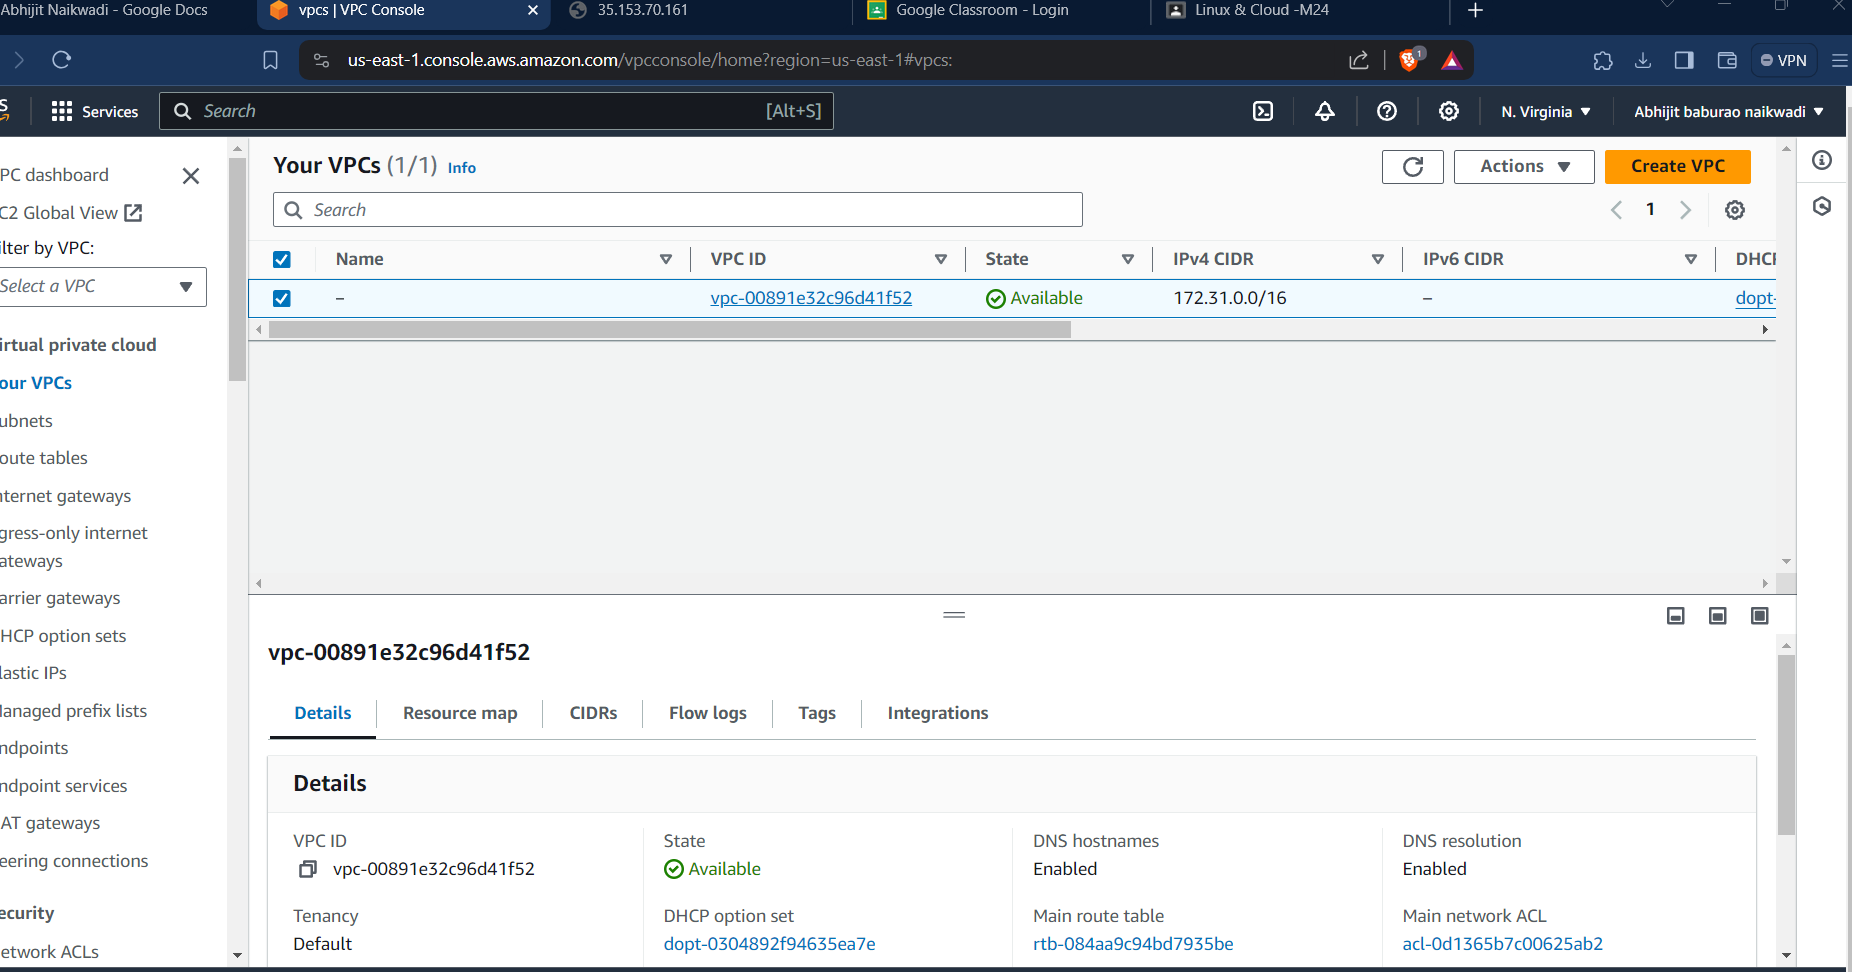 Abhijit Naikwadi - Google Docs
vpcs | VPC Console
35.153.70.161
Google Classroom - Login
Linux & Cloud -M24
us-east-1.console.aws.amazon.com/vpcconsole/home?region=us-east-1#vpcs:
1
VPN
Services
Search
[Alt+S]
N. Virginia
Abhijit baburao naikwadi
PC dashboard
C2 Global View
ilter by VPC:
Select a VPC
irtual private cloud
our VPCs
ubnets
oute tables
nternet gateways
gress-only internet
ateways
arrier gateways
HCP option sets
lastic IPs
lanaged prefix lists
ndpoints
ndpoint services
AT gateways
eering connections
ecurity
etwork ACLs
Your VPCs (1/1) Info
Actions
Create VPC
Search
1
Name
VPC ID
State
IPv4 CIDR
IPv6 CIDR
DHCP
–
vpc-00891e32c96d41f52
Available
172.31.0.0/16
–
dopt-
vpc-00891e32c96d41f52
Details
Resource map
CIDRs
Flow logs
Tags
Integrations
Details
VPC ID
vpc-00891e32c96d41f52
State
Available
DNS hostnames
Enabled
DNS resolution
Enabled
Tenancy
Default
DHCP option set
dopt-0304892f94635ea7e
Main route table
rtb-084aa9c94bd7935be
Main network ACL
acl-0d1365b7c00625ab2